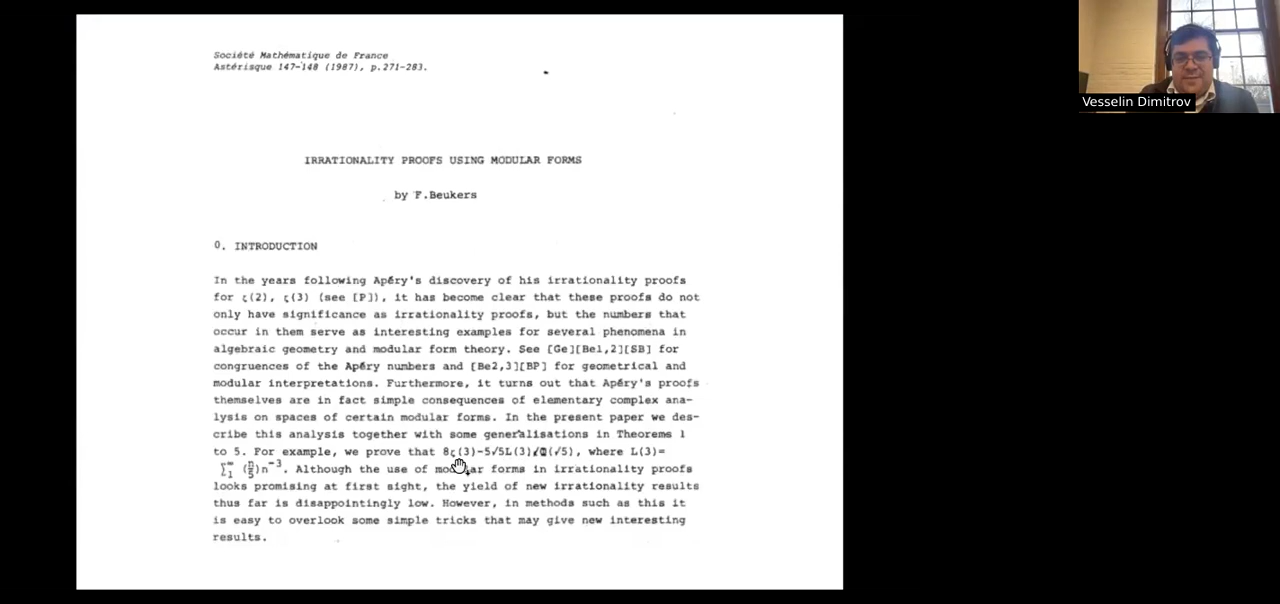 Société Mathématique de France
Astérisque 147-148 (1987), p.271-283.
IRRATIONALITY PROOFS USING MODULAR FORMS
by F.Beukers
0. INTRODUCTION
In the years following Apéry's discovery of his irrationality proofs
for ζ(2), ζ(3) (see [P]), it has become clear that these proofs do not
only have significance as irrationality proofs, but the numbers that
occur in them serve as interesting examples for several phenomena in
algebraic geometry and modular form theory. See [Ge][Be1,2][SB] for
congruences of the Apéry numbers and [Be2,3][BP] for geometrical and
modular interpretations. Furthermore, it turns out that Apéry's proofs
themselves are in fact simple consequences of elementary complex ana-
lysis on spaces of certain modular forms. In the present paper we des-
cribe this analysis together with some generalisations in Theorems 1
to 5. For example, we prove that 8ζ(3)-5√5L(3)∉Q(√5), where L(3)=
∑₁^∞ (n/5)n⁻³. Although the use of modular forms in irrationality proofs
looks promising at first sight, the yield of new irrationality results
thus far is disappointingly low. However, in methods such as this it
is easy to overlook some simple tricks that may give new interesting
results.
Vesselin Dimitrov